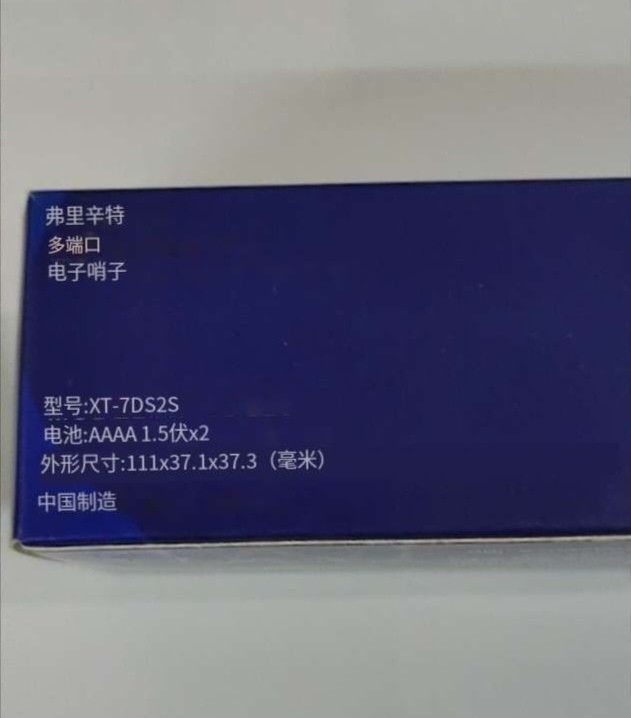 弗里辛特
多端口
电子哨子
型号:XT-7DS2S
电池:AAAA 1.5伏x2
外形尺寸:111x37.1x37.3（毫米）
中国制造